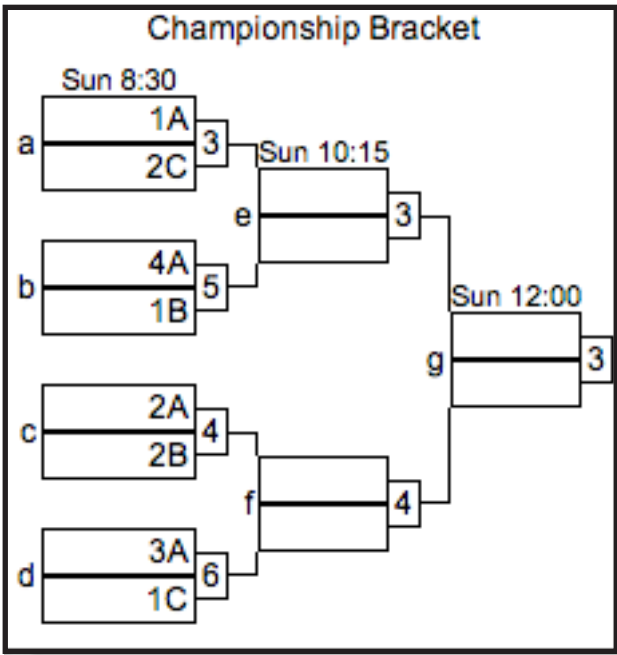 Championship Bracket
Sun 8:30
1A
a 3
2C
Sun 10:15
e 3
4A
b 5
1B
Sun 12:00
g 3
2A
c 4
2B
f 4
3A
d 6
1C